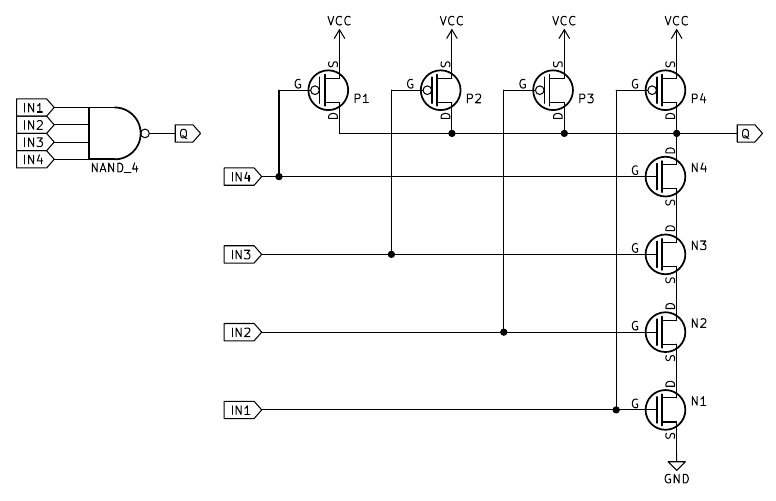 VCC VCC VCC VCC
S S S S
G P1 G P2 G P3 G P4
D D D D
IN1
IN2
IN3
IN4
Q
NAND_4
Q
D
IN4 G N4
S
D
IN3 G N3
S
D
IN2 G N2
S
D
IN1 G N1
S
GND